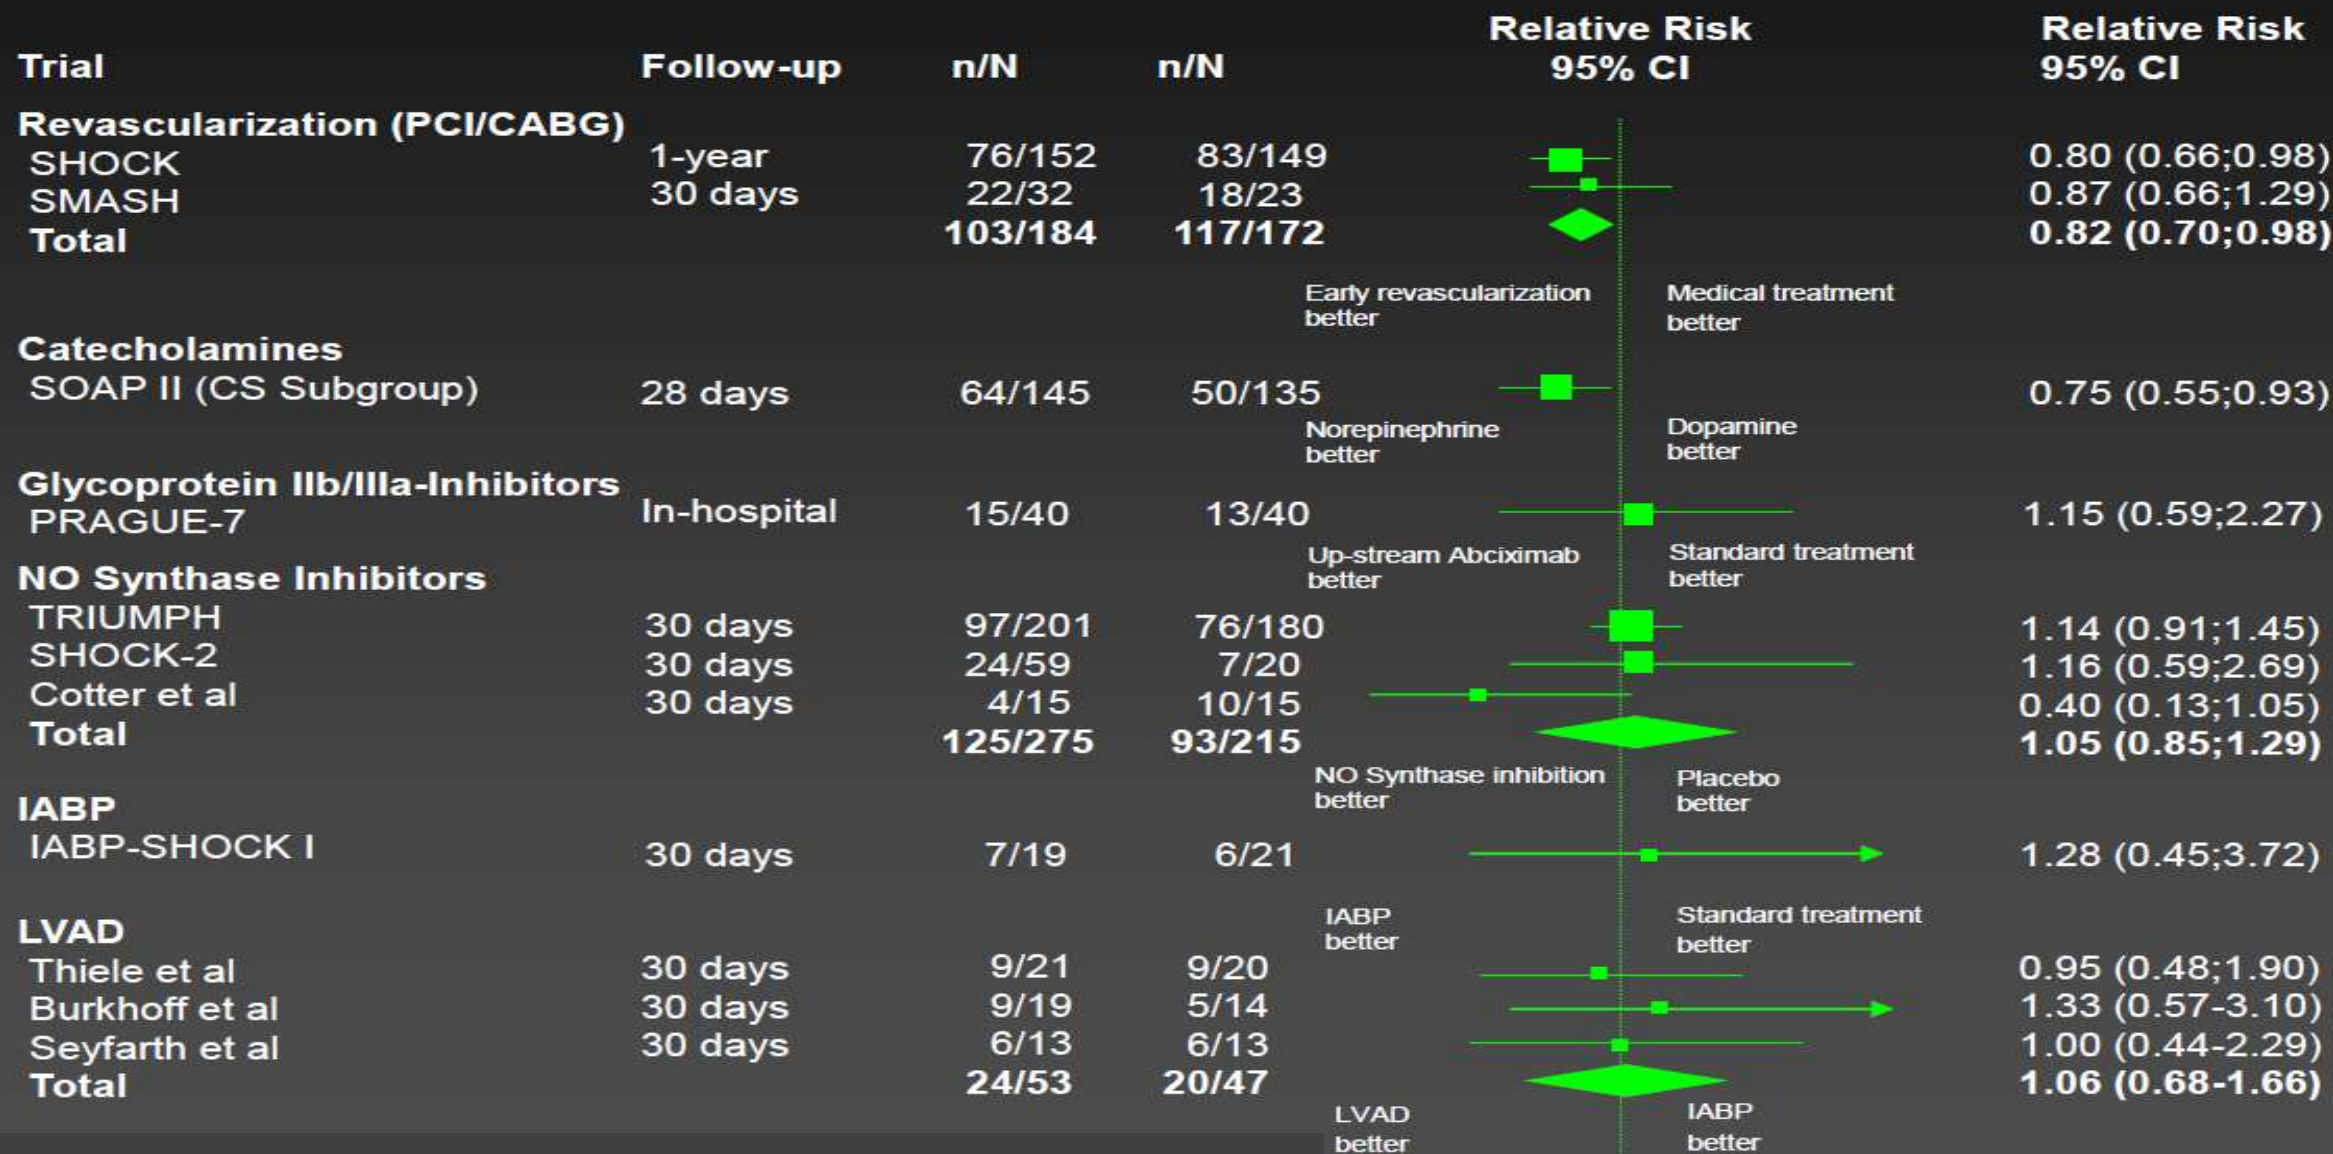 Trial Follow-up n/N n/N Relative Risk 95% CI Relative Risk 95% CI
Revascularization (PCI/CABG)
SHOCK 1-year 76/152 83/149 0.80 (0.66;0.98)
SMASH 30 days 22/32 18/23 0.87 (0.66;1.29)
Total 103/184 117/172 0.82 (0.70;0.98)
Early revascularization better Medical treatment better
Catecholamines
SOAP II (CS Subgroup) 28 days 64/145 50/135 0.75 (0.55;0.93)
Norepinephrine better Dopamine better
Glycoprotein IIb/IIIa-Inhibitors
PRAGUE-7 In-hospital 15/40 13/40 1.15 (0.59;2.27)
Up-stream Abciximab better Standard treatment better
NO Synthase Inhibitors
TRIUMPH 30 days 97/201 76/180 1.14 (0.91;1.45)
SHOCK-2 30 days 24/59 7/20 1.16 (0.59;2.69)
Cotter et al 30 days 4/15 10/15 0.40 (0.13;1.05)
Total 125/275 93/215 1.05 (0.85;1.29)
NO Synthase inhibition better Placebo better
IABP
IABP-SHOCK I 30 days 7/19 6/21 1.28 (0.45;3.72)
IABP better Standard treatment better
LVAD
Thiele et al 30 days 9/21 9/20 0.95 (0.48;1.90)
Burkhoff et al 30 days 9/19 5/14 1.33 (0.57-3.10)
Seyfarth et al 30 days 6/13 6/13 1.00 (0.44-2.29)
Total 24/53 20/47 1.06 (0.68-1.66)
LVAD better IABP better